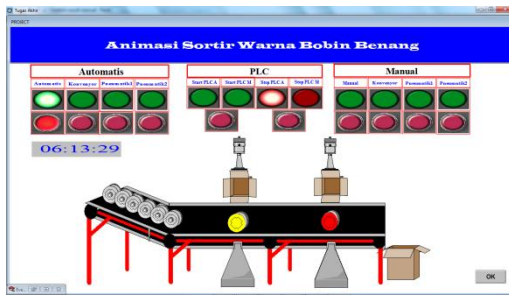 Tugas Akhir
PROJECT
Animasi Sortir Warna Bobin Benang
Automatis
PLC
Manual
Automatis Konveyor Pneumatik1 Pneumatik2
Start PLC A Start PLC M Stop PLC A Stop PLC M
Manual Konveyor Pneumatik1 Pneumatik2
06:13:29
OK